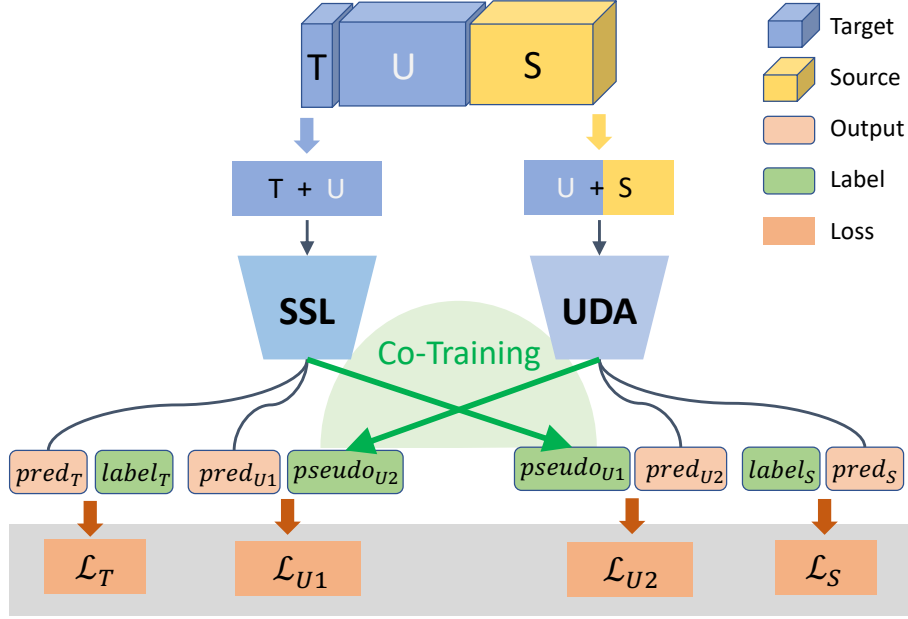 T U S
Target
Source
Output
Label
Loss
T + U
U + S
SSL
UDA
Co-Training
pred_T label_T pred_U1 pseudo_U2 pseudo_U1 pred_U2 label_S pred_S
ℒ_T ℒ_U1 ℒ_U2 ℒ_S